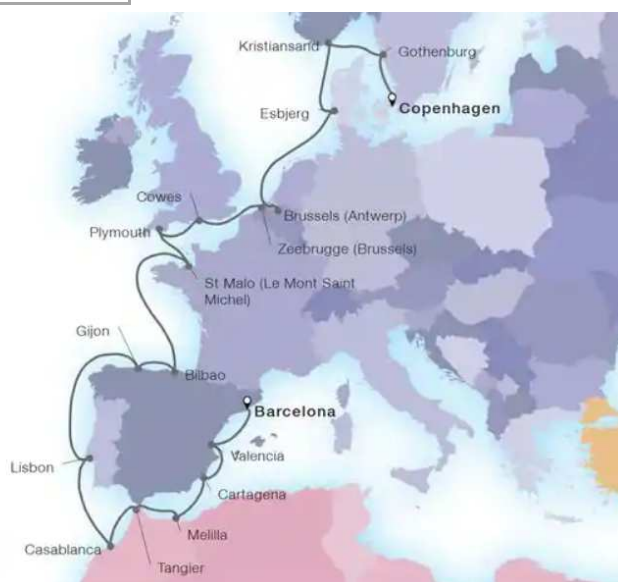 Kristiansand
Gothenburg
Esbjerg
Copenhagen
Cowes
Brussels (Antwerp)
Plymouth
Zeebrugge (Brussels)
St Malo (Le Mont Saint
Michel)
Gijon
Bilbao
Barcelona
Valencia
Lisbon
Cartagena
Melilla
Casablanca
Tangier